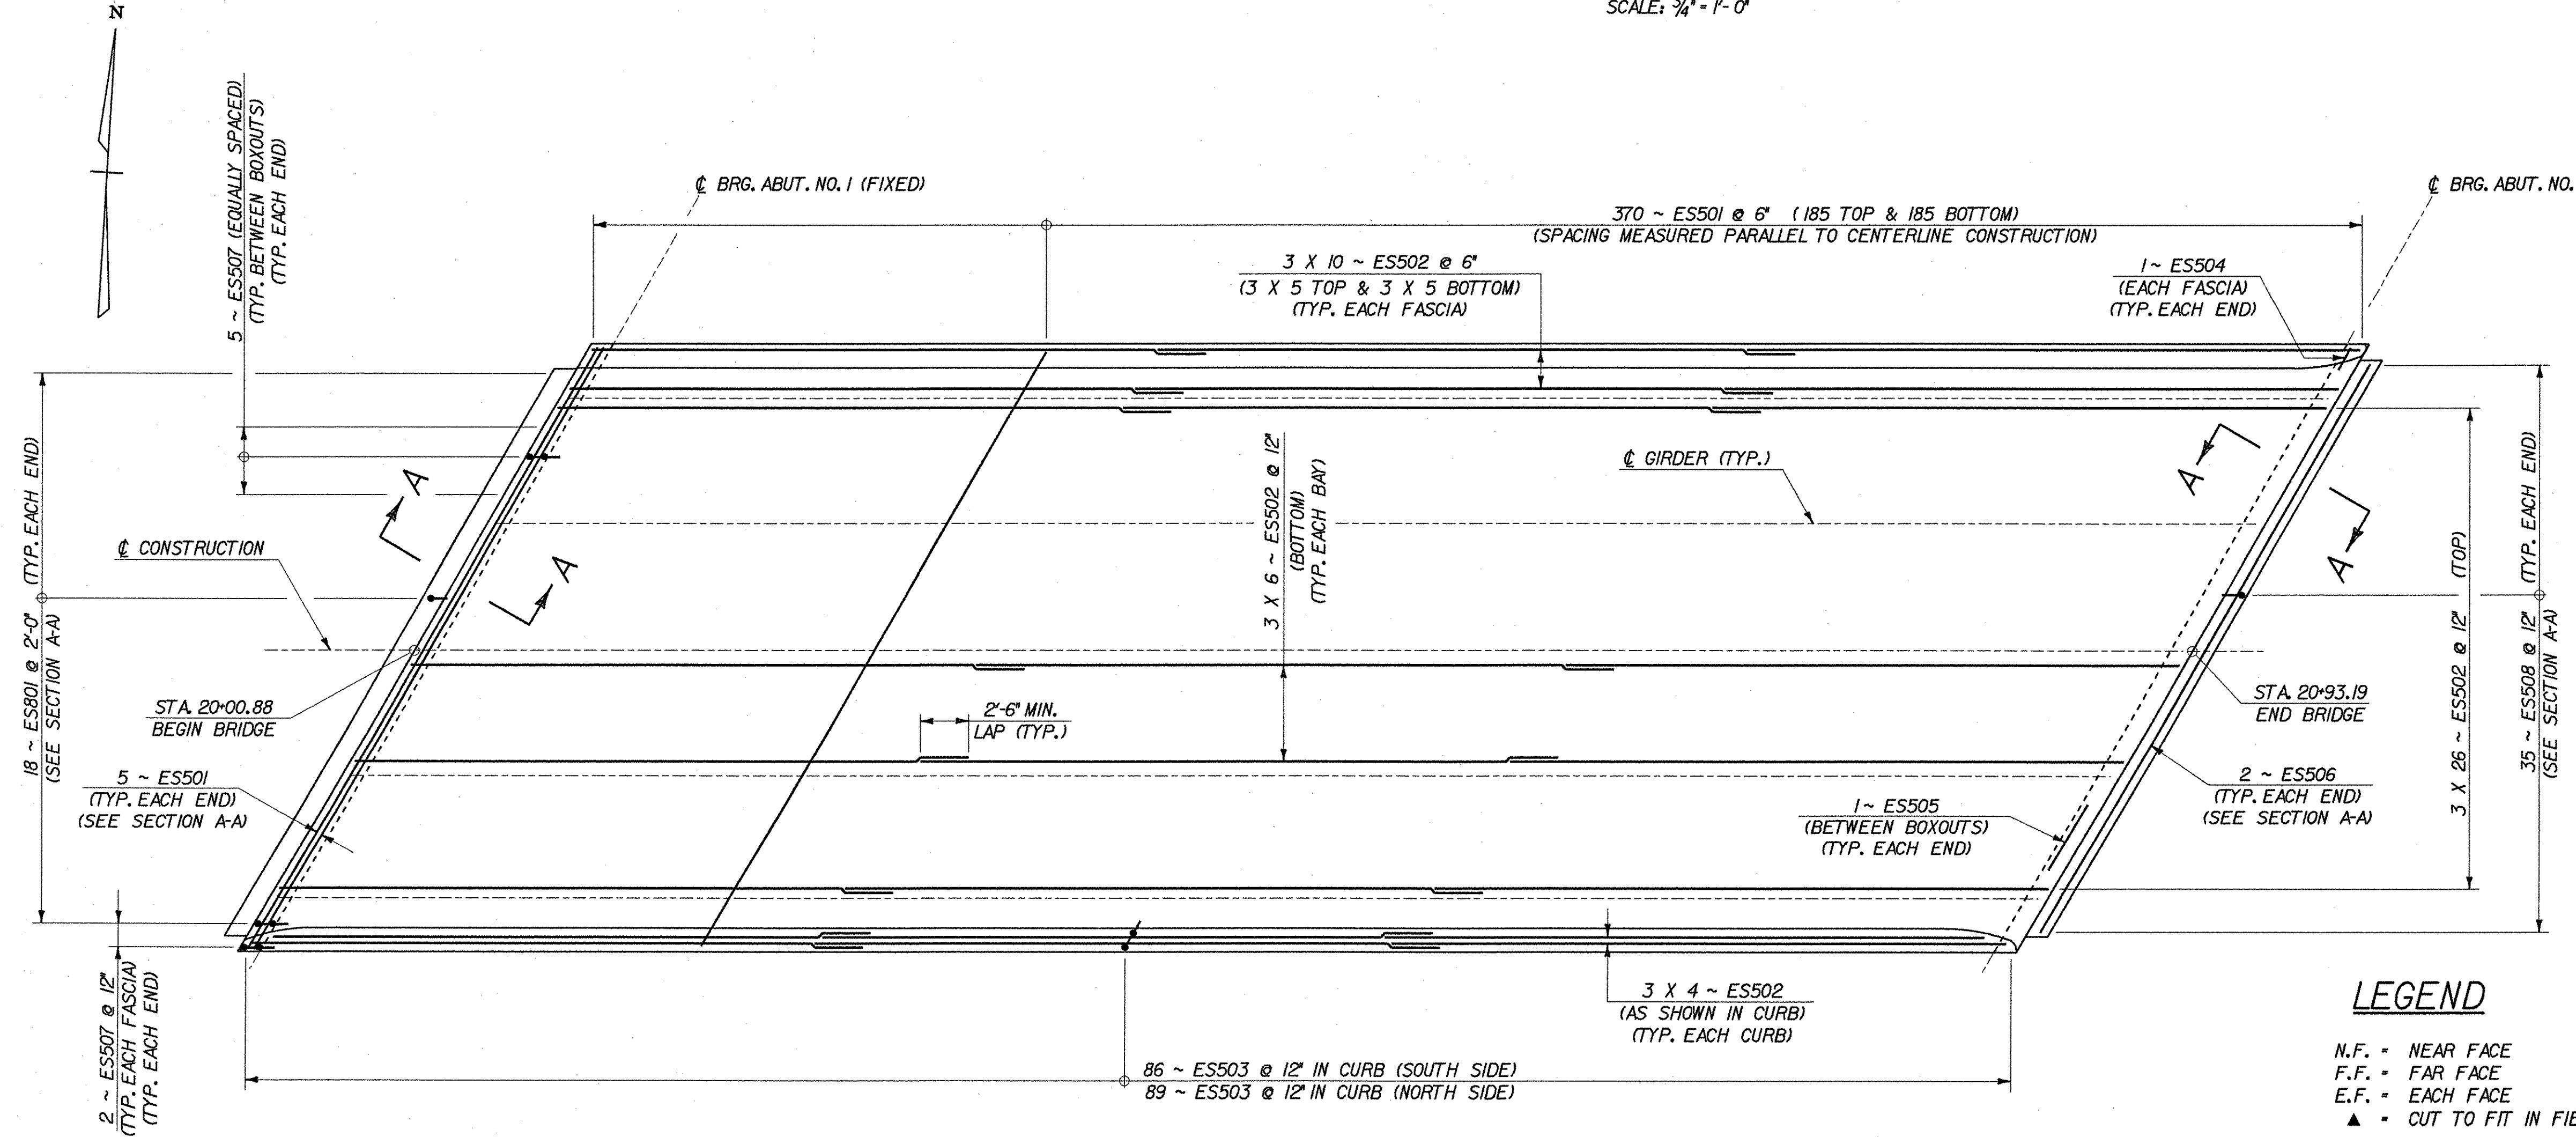 SCALE: 3/4" = 1'-0"
N
5 ~ ES507 (EQUALLY SPACED)
(TYP. BETWEEN BOXOUTS)
(TYP. EACH END)
℄ BRG. ABUT. NO. 1 (FIXED)
℄ BRG. ABUT. NO.
370 ~ ES501 @ 6" (185 TOP & 185 BOTTOM)
(SPACING MEASURED PARALLEL TO CENTERLINE CONSTRUCTION)
3 X 10 ~ ES502 @ 6"
(3 X 5 TOP & 3 X 5 BOTTOM)
(TYP. EACH FASCIA)
1 ~ ES504
(EACH FASCIA)
(TYP. EACH END)
18 ~ ES801 @ 2'-0" (TYP. EACH END)
(SEE SECTION A-A)
A
A
℄ CONSTRUCTION
3 X 6 ~ ES502 @ 12"
(BOTTOM)
(TYP. EACH BAY)
℄ GIRDER (TYP.)
A
A
3 X 26 ~ ES502 @ 12" (TOP)
35 ~ ES508 @ 12" (TYP. EACH END)
(SEE SECTION A-A)
STA. 20+00.88
BEGIN BRIDGE
2'-6" MIN.
LAP (TYP.)
STA. 20+93.19
END BRIDGE
5 ~ ES501
(TYP. EACH END)
(SEE SECTION A-A)
1 ~ ES505
(BETWEEN BOXOUTS)
(TYP. EACH END)
2 ~ ES506
(TYP. EACH END)
(SEE SECTION A-A)
2 ~ ES507 @ 12"
(TYP. EACH FASCIA)
(TYP. EACH END)
3 X 4 ~ ES502
(AS SHOWN IN CURB)
(TYP. EACH CURB)
86 ~ ES503 @ 12" IN CURB (SOUTH SIDE)
89 ~ ES503 @ 12" IN CURB (NORTH SIDE)
LEGEND
N.F. = NEAR FACE
F.F. = FAR FACE
E.F. = EACH FACE
▲ = CUT TO FIT IN